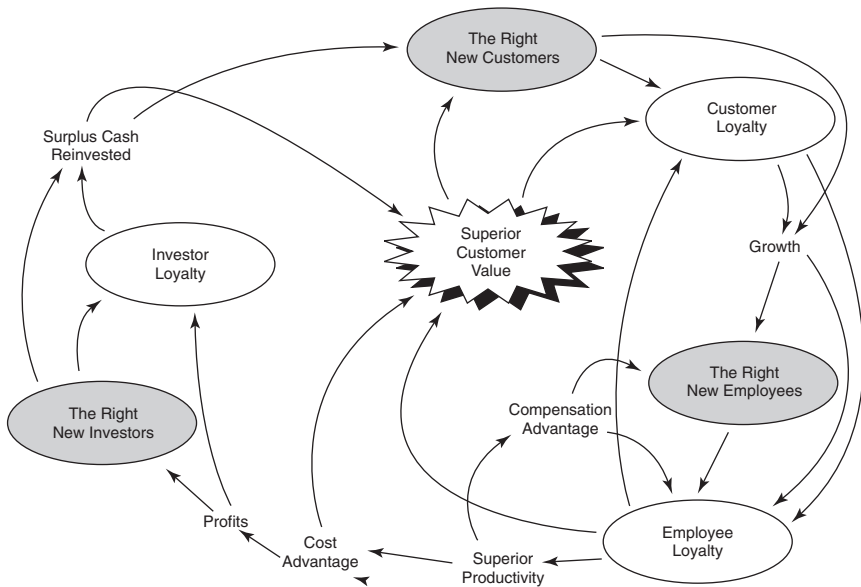 The Right
New Customers
Customer
Loyalty
Surplus Cash
Reinvested
Superior
Customer
Value
Investor
Loyalty
Growth
The Right
New Employees
The Right
New Investors
Compensation
Advantage
Profits
Cost
Advantage
Superior
Productivity
Employee
Loyalty